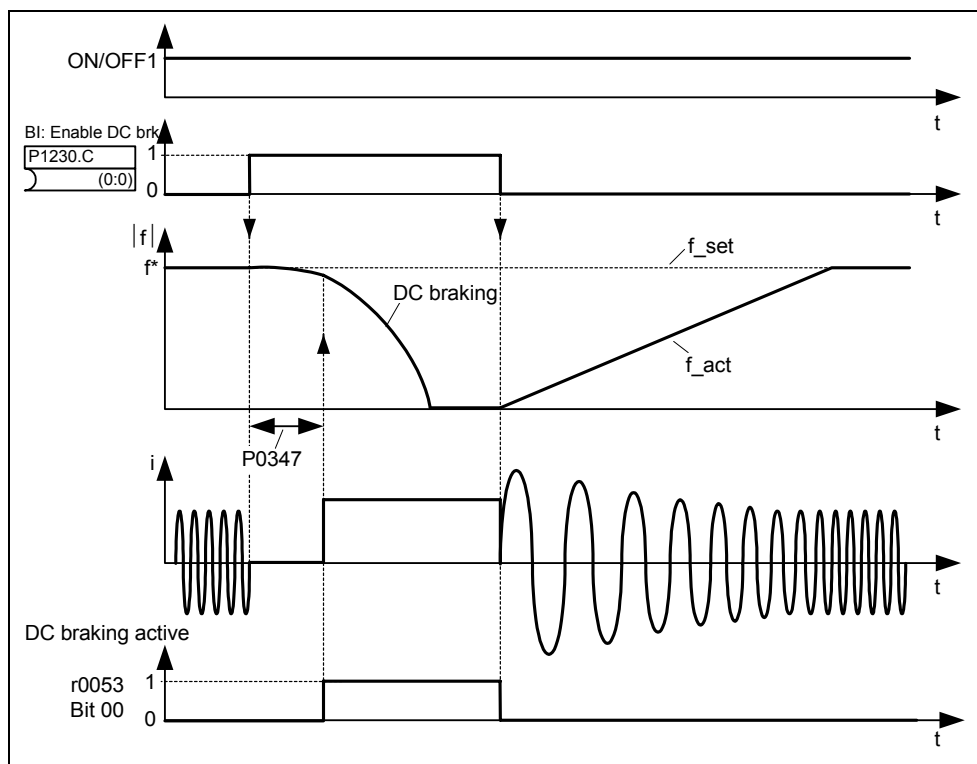 ON/OFF1
t
BI: Enable DC brk
P1230.C
(0:0)
1
0
t
|f|
f*
f_set
DC braking
f_act
t
P0347
i
t
DC braking active
r0053
Bit 00
1
0
t